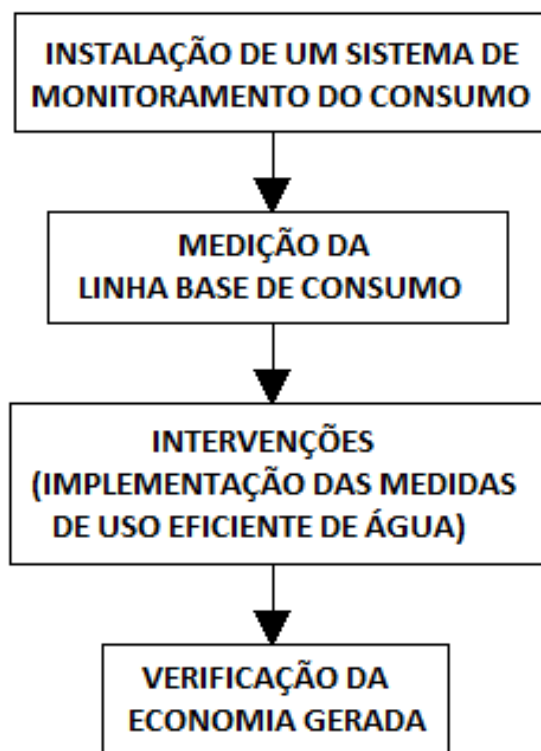 INSTALAÇÃO DE UM SISTEMA DE
MONITORAMENTO DO CONSUMO
MEDIÇÃO DA
LINHA BASE DE CONSUMO
INTERVENÇÕES
(IMPLEMENTAÇÃO DAS MEDIDAS
DE USO EFICIENTE DE ÁGUA)
VERIFICAÇÃO DA
ECONOMIA GERADA